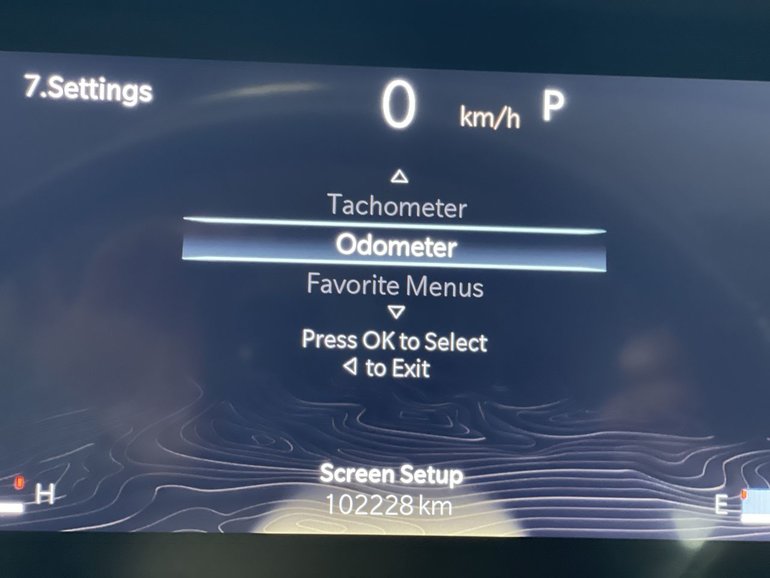 7.Settings
0 km/h P
Tachometer
Odometer
Favorite Menus
Press OK to Select
◁ to Exit
Screen Setup
102228 km
H
E